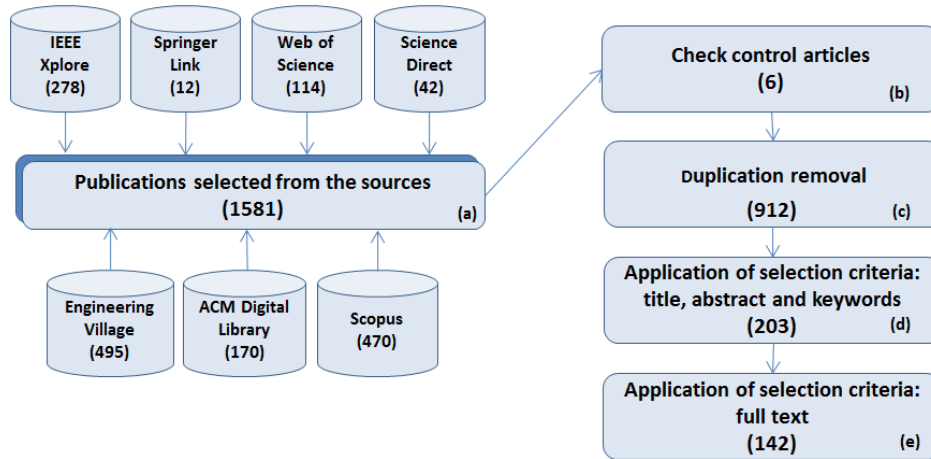 IEEE
Xplore
(278)
Springer
Link
(12)
Web of
Science
(114)
Science
Direct
(42)
Publications selected from the sources
(1581)
(a)
Engineering
Village
(495)
ACM Digital
Library
(170)
Scopus
(470)
Check control articles
(6)
(b)
Duplication removal
(912)
(c)
Application of selection criteria:
title, abstract and keywords
(203)
(d)
Application of selection criteria:
full text
(142)
(e)